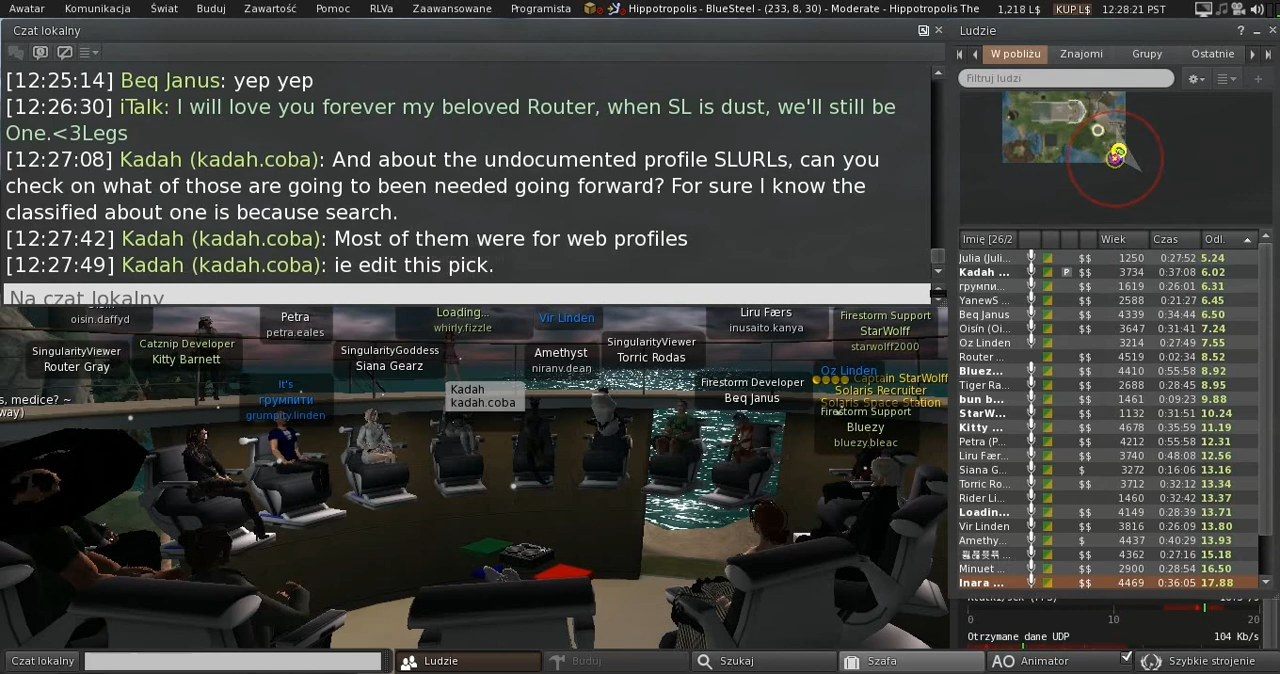 Awatar Komunikacja Świat Buduj Zawartość Pomoc RLVa Zaawansowane Programista Hippotropolis - BlueSteel - (233, 8, 30) - Moderate - Hippotropolis The 1,218 L$ KUP L$ 12:28:21 PST
Czat lokalny
[12:25:14] Beq Janus: yep yep
[12:26:30] iTalk: I will love you forever my beloved Router, when SL is dust, we'll still be
One.<3Legs
[12:27:08] Kadah (kadah.coba): And about the undocumented profile SLURLs, can you
check on what of those are going to been needed going forward? For sure I know the
classified about one is because search.
[12:27:42] Kadah (kadah.coba): Most of them were for web profiles
[12:27:49] Kadah (kadah.coba): ie edit this pick.
Na czat lokalny
Ludzie
W pobliżu Znajomi Grupy Ostatnie
Filtruj ludzi
Imię [26/2 Wiek Czas Odl.
Julia (Juli... $$ 1250 0:27:52 5.24
Kadah ... P $$ 3734 0:37:08 6.02
грумпи... $$ 1619 0:26:01 6.31
YanewS ... $$ 2588 0:21:27 6.45
Beq Janus $$ 4339 0:34:44 6.50
Oisín (Oi... $$ 3647 0:31:41 7.24
Oz Linden $$ 3214 0:27:49 7.55
Router ... 4519 0:02:34 8.52
Bluez... $$ 4410 0:55:58 8.92
Tiger Ra... $$ 2688 0:28:45 8.95
bun b... $$ 1461 0:09:23 9.88
StarW... $$ 1132 0:31:51 10.24
Kitty ... $$ 4678 0:35:59 11.19
Petra (P... $$ 4212 0:55:58 12.31
Liru Fær... $$ 3740 0:48:08 12.56
Siana G... $ 3272 0:16:06 13.16
Torric Ro... $$ 3712 0:32:12 13.34
Rider Li... 1460 0:32:42 13.37
Loadin... $$ 4149 0:28:39 13.71
Vir Linden $$ 3816 0:26:09 13.80
Amethy... $ 4437 0:40:29 13.93
$$ 4362 0:27:16 15.18
Minuet ... $$ 2900 0:28:54 16.50
Inara ... $$ 4469 0:36:05 17.88
0 10 20
Otrzymane dane UDP 104 Kb/s
oisin.daffyd
Petra
petra.eales
Loading...
whirly.fizzle
Vir Linden
Liru Færs
inusaito.kanya
Firestorm Support
StarWolff
starwolff2000
SingularityViewer
Router Gray
Catznip Developer
Kitty Barnett
SingularityGoddess
Siana Gearz
Amethyst
niranv.dean
SingularityViewer
Torric Rodas
It's
грумпити
grumpity.linden
Kadah
kadah.coba
Firestorm Developer
Beq Janus
Oz Linden
Captain StarWolff
Solaris Recruiter
Solaris Space Station
Firestorm Support
Bluezy
bluezy.bleac
s, medice? ~
way)
Czat lokalny Ludzie Buduj Szukaj Szafa AO Animator Szybkie strojenie